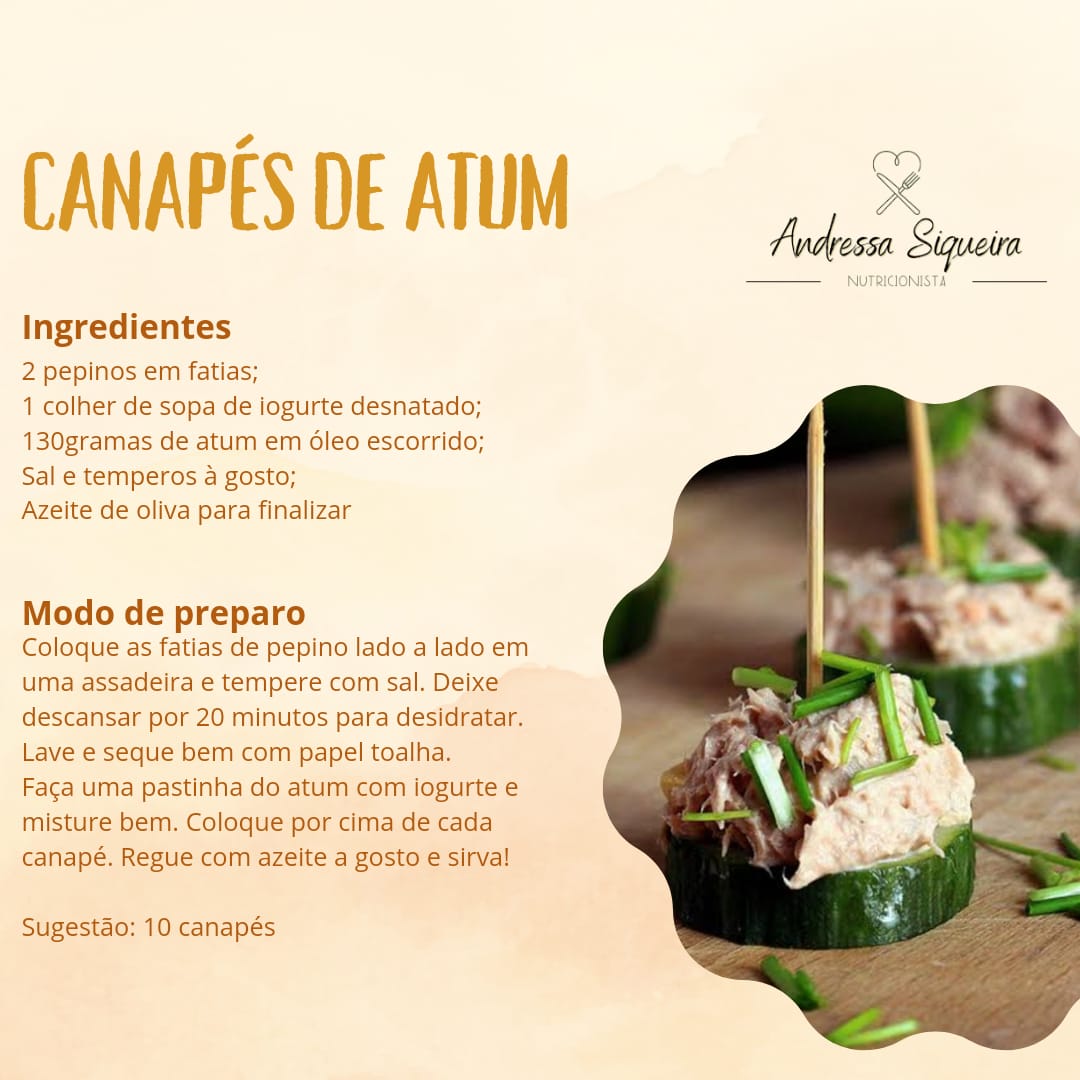 CANAPÉS DE ATUM
Andressa Siqueira
NUTRICIONISTA
Ingredientes
2 pepinos em fatias;
1 colher de sopa de iogurte desnatado;
130gramas de atum em óleo escorrido;
Sal e temperos à gosto;
Azeite de oliva para finalizar
Modo de preparo
Coloque as fatias de pepino lado a lado em
uma assadeira e tempere com sal. Deixe
descansar por 20 minutos para desidratar.
Lave e seque bem com papel toalha.
Faça uma pastinha do atum com iogurte e
misture bem. Coloque por cima de cada
canapé. Regue com azeite a gosto e sirva!
Sugestão: 10 canapés